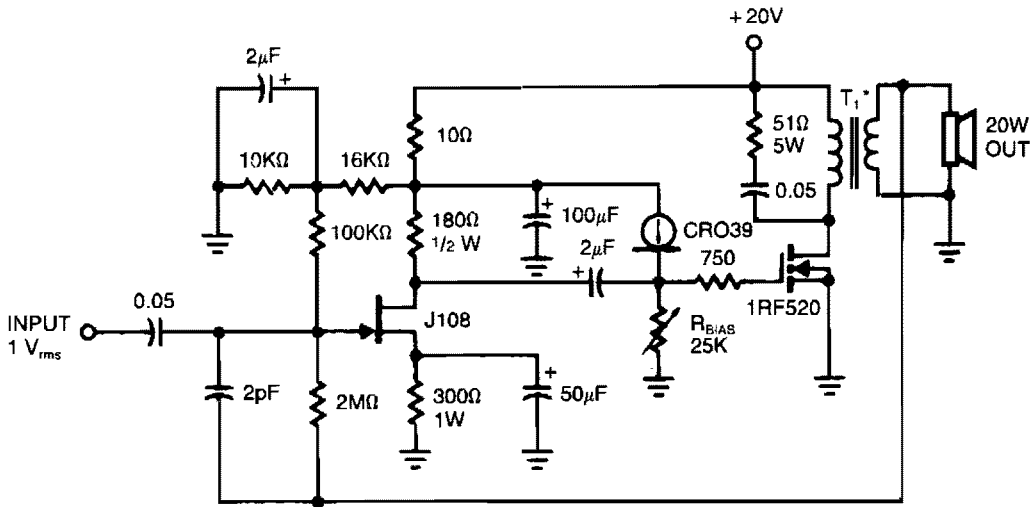 +20V
2µF
+
T₁*
10Ω
51Ω
5W
20W
OUT
10KΩ
16KΩ
0.05
+
100µF
180Ω
1/2 W
CRO39
100KΩ
2µF
+
750
0.05
1RF520
INPUT
1 Vrms
J108
RBIAS
25K
+
2pF
2MΩ
300Ω
1W
50µF